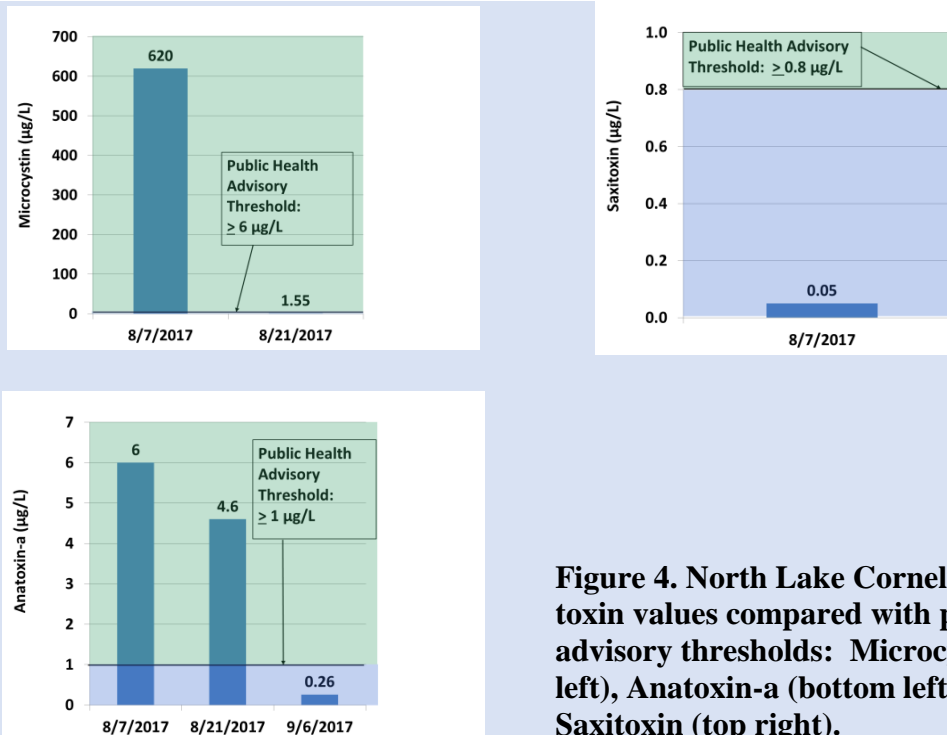 700
600
500
400
300
200
100
0
Microcystin (µg/L)
620
Public Health
Advisory
Threshold:
≥ 6 µg/L
1.55
8/7/2017 8/21/2017
1.0
0.8
0.6
0.4
0.2
0.0
Saxitoxin (µg/L)
Public Health Advisory
Threshold: ≥ 0.8 µg/L
0.05
8/7/2017
7
6
5
4
3
2
1
0
Anatoxin-a (µg/L)
6
4.6
Public Health
Advisory
Threshold:
≥ 1 µg/L
0.26
8/7/2017 8/21/2017 9/6/2017
Figure 4. North Lake Cornel
toxin values compared with
advisory thresholds: Microc
left), Anatoxin-a (bottom left
Saxitoxin (top right).